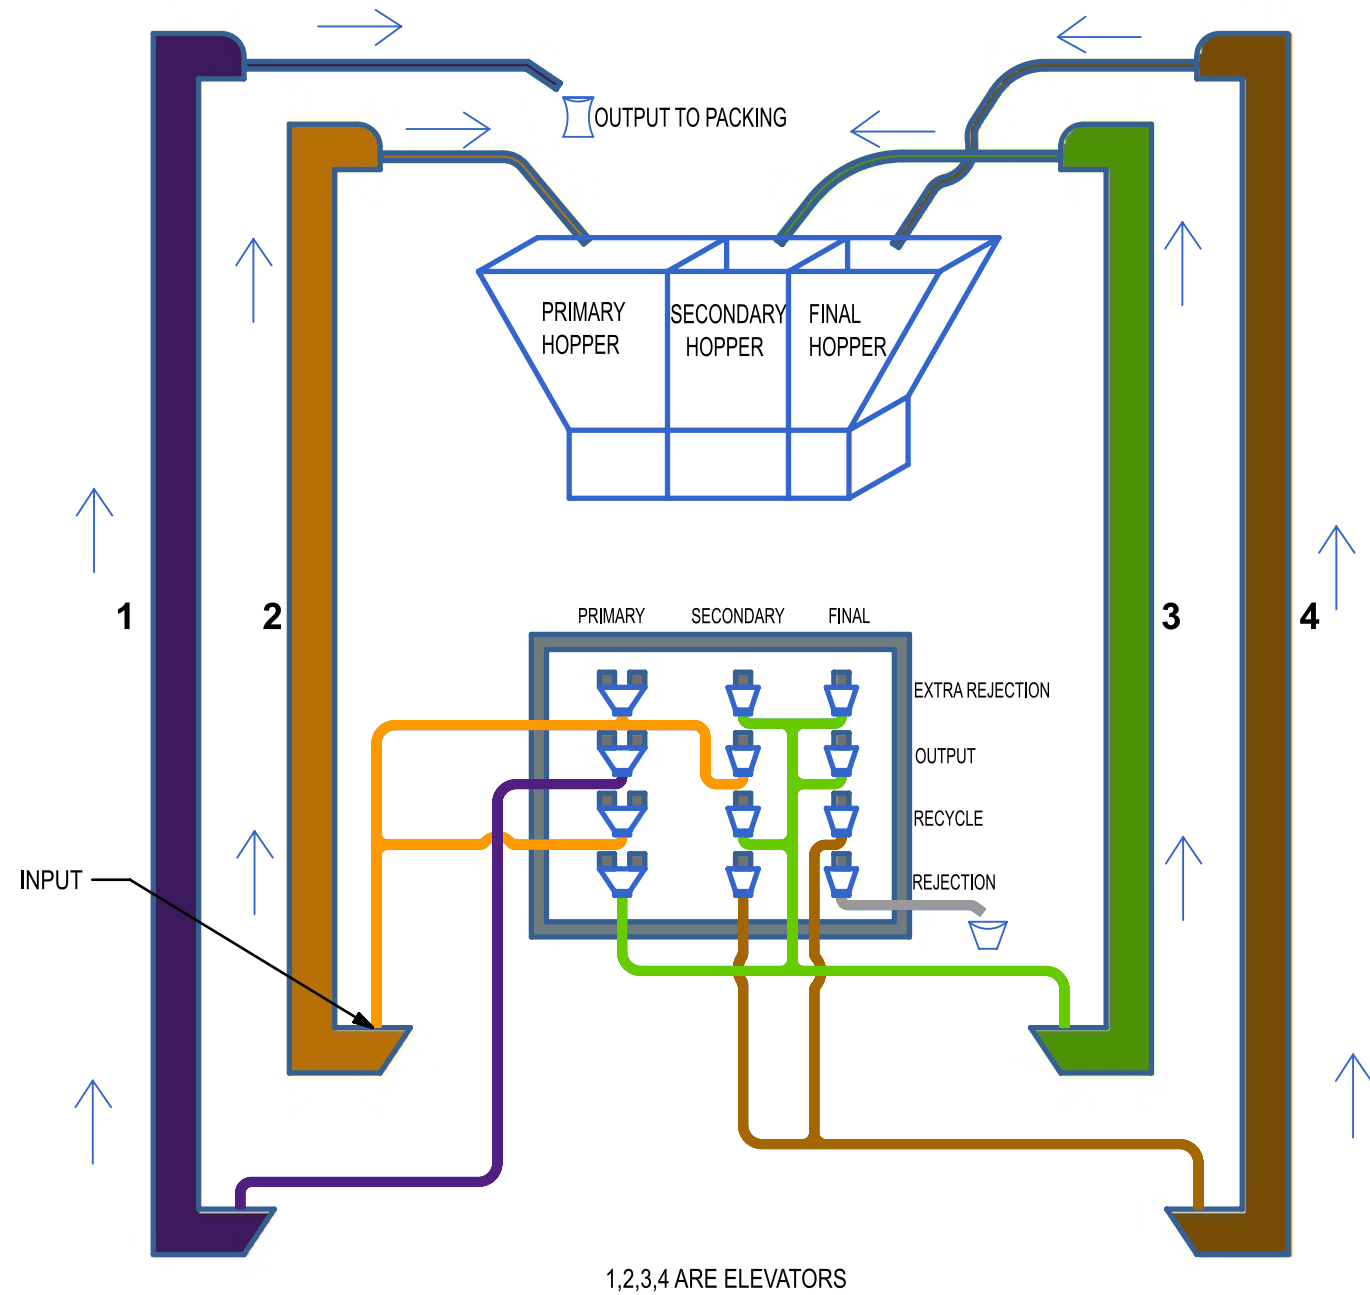 OUTPUT TO PACKING
PRIMARY
HOPPER
SECONDARY
HOPPER
FINAL
HOPPER
1
2
3
4
PRIMARY
SECONDARY
FINAL
EXTRA REJECTION
OUTPUT
RECYCLE
REJECTION
INPUT
1,2,3,4 ARE ELEVATORS